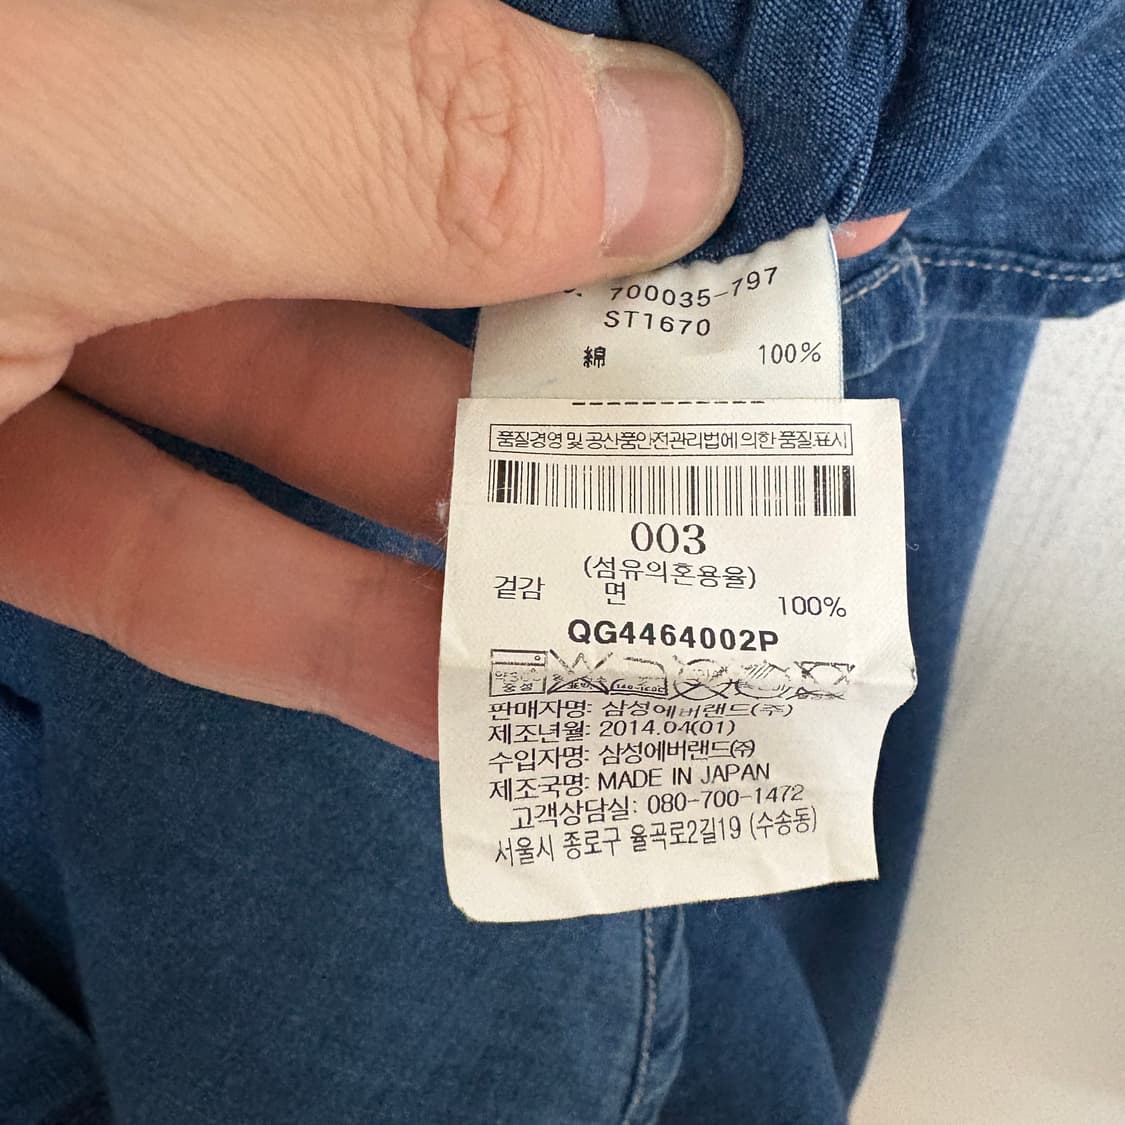 700035-797
ST1670
綿 100%
품질경영 및 공산품안전관리법에 의한 품질표시
003
(섬유의혼용율)
겉감 면 100%
QG4464002P
중성
판매자명: 삼성에버랜드(주)
제조년월: 2014.04(01)
수입자명: 삼성에버랜드㈜
제조국명: MADE IN JAPAN
고객상담실: 080-700-1472
서울시 종로구 율곡로2길19 (수송동)